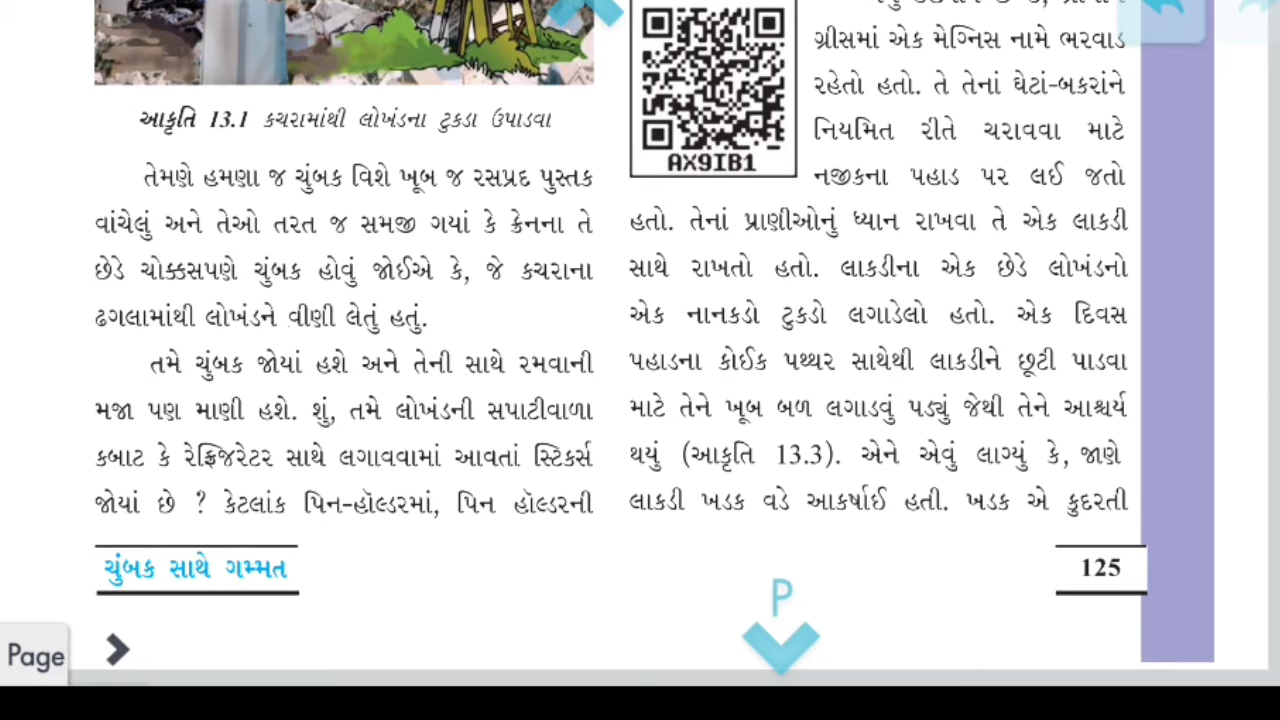 આકૃતિ 13.1 કચરામાંથી લોખંડના ટુકડા ઉપાડવા
તેમણે હમણા જ ચુંબક વિશે ખૂબ જ રસપ્રદ પુસ્તક
વાંચેલું અને તેઓ તરત જ સમજી ગયાં કે ક્રેનના તે
છેડે ચોક્કસપણે ચુંબક હોવું જોઈએ કે, જે કચરાના
ઢગલામાંથી લોખંડને વીણી લેતું હતું.
તમે ચુંબક જોયાં હશે અને તેની સાથે રમવાની
મજા પણ માણી હશે. શું, તમે લોખંડની સપાટીવાળા
કબાટ કે રેફ્રિજરેટર સાથે લગાવવામાં આવતાં સ્ટિકર્સ
જોયાં છે ? કેટલાંક પિન-હૉલ્ડરમાં, પિન હૉલ્ડરની
AX9IB1
ગ્રીસમાં એક મેગ્નિસ નામે ભરવાડ
રહેતો હતો. તે તેનાં ઘેટાં-બકરાંને
નિયમિત રીતે ચરાવવા માટે
નજીકના પહાડ પર લઈ જતો
હતો. તેનાં પ્રાણીઓનું ધ્યાન રાખવા તે એક લાકડી
સાથે રાખતો હતો. લાકડીના એક છેડે લોખંડનો
એક નાનકડો ટુકડો લગાડેલો હતો. એક દિવસ
પહાડના કોઈક પથ્થર સાથેથી લાકડીને છૂટી પાડવા
માટે તેને ખૂબ બળ લગાડવું પડ્યું જેથી તેને આશ્ચર્ય
થયું (આકૃતિ 13.3). એને એવું લાગ્યું કે, જાણે
લાકડી ખડક વડે આકર્ષાઈ હતી. ખડક એ કુદરતી
ચુંબક સાથે ગમ્મત
125
P
Page